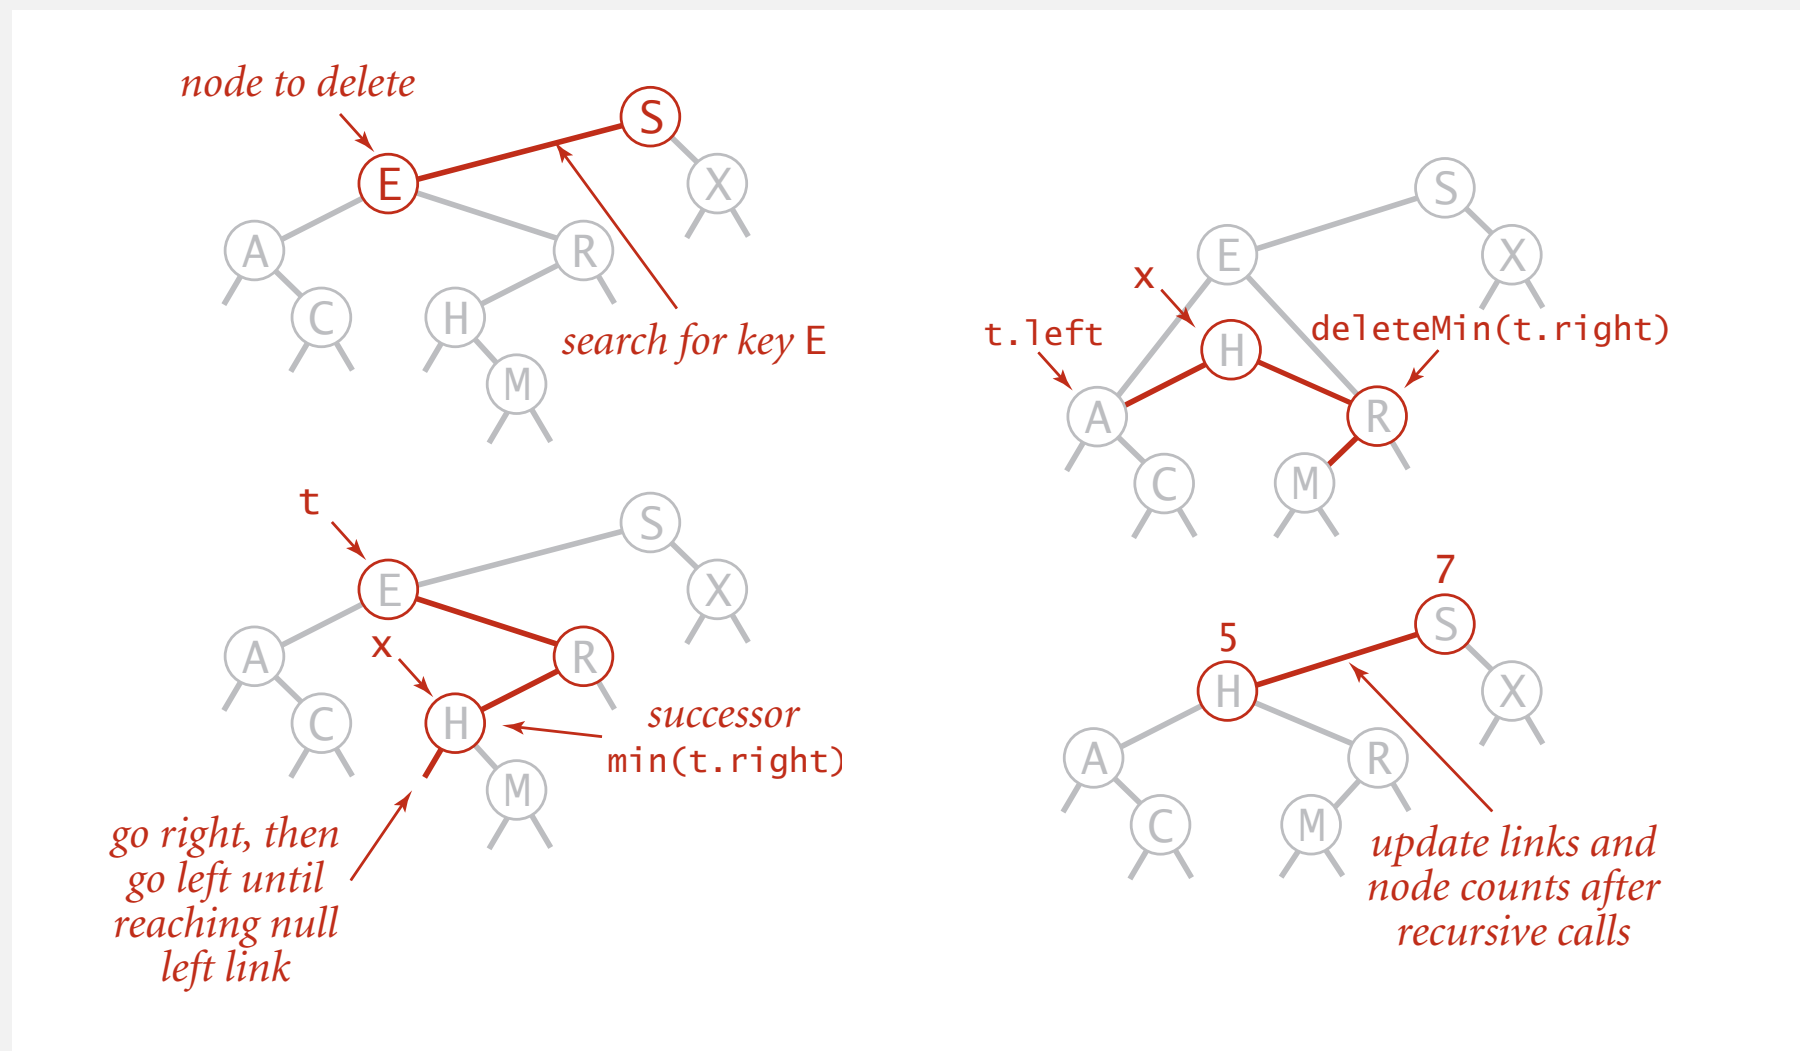 node to delete
S
E
X
A
R
C
H
search for key E
M
t
S
E
X
x
A
R
C
H
successor
min(t.right)
M
go right, then
go left until
reaching null
left link
S
E
X
x
t.left
deleteMin(t.right)
H
A
R
C
M
7
S
5
H
X
A
R
C
M
update links and
node counts after
recursive calls